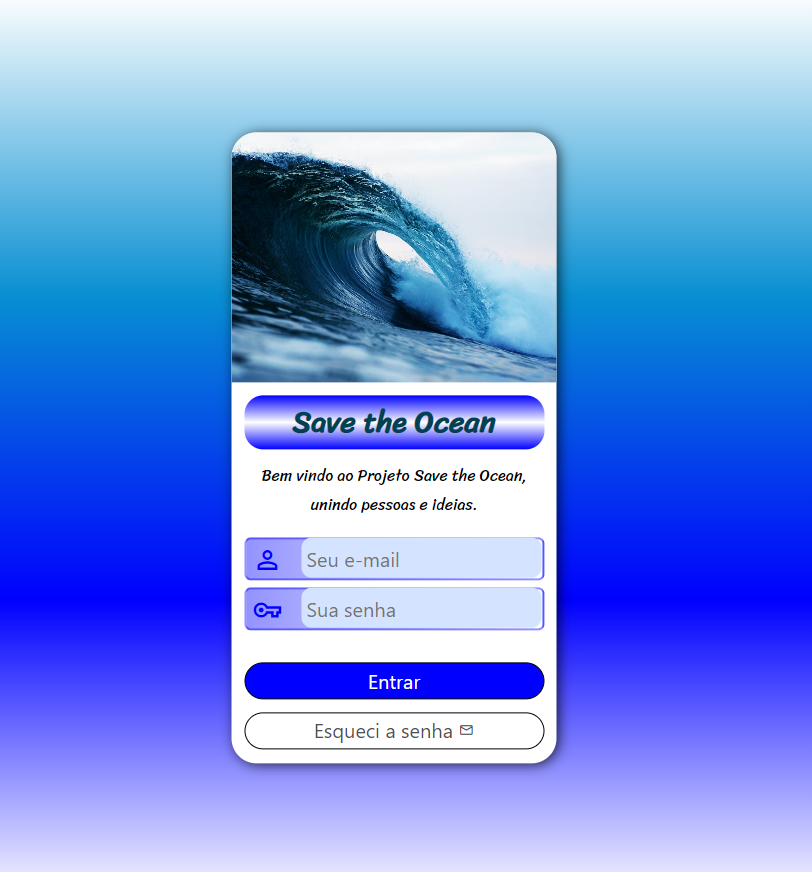 Save the Ocean
Bem vindo ao Projeto Save the Ocean,
unindo pessoas e ideias.
Seu e-mail
Sua senha
Entrar
Esqueci a senha